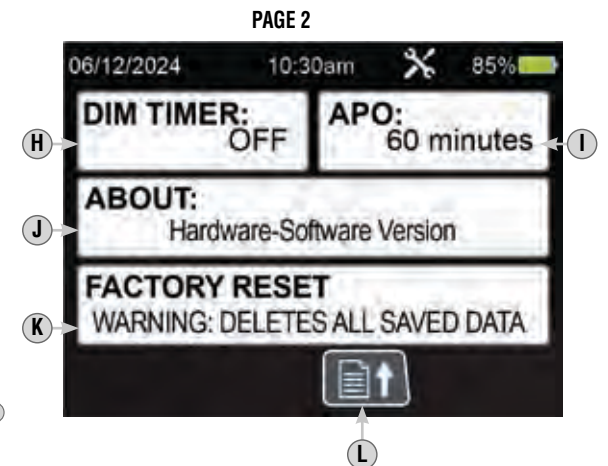 PAGE 2
06/12/2024 10:30am 85%
DIM TIMER: APO:
H OFF 60 minutes I
ABOUT:
J Hardware-Software Version
FACTORY RESET
K WARNING: DELETES ALL SAVED DATA
L